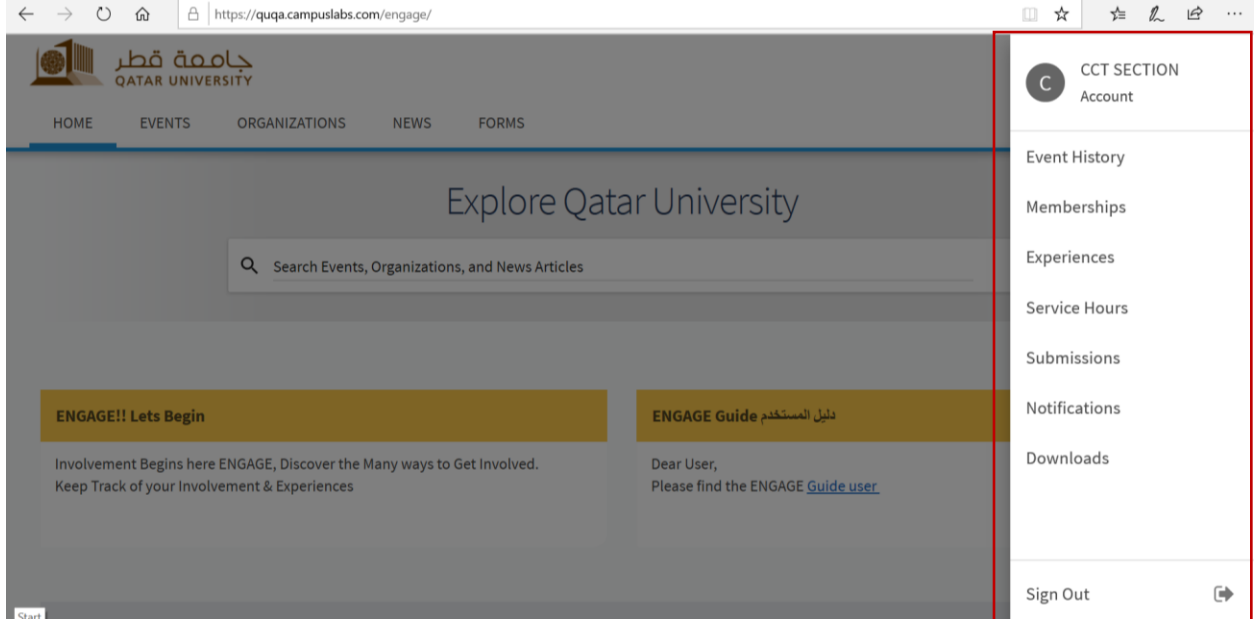 https://quqa.campuslabs.com/engage/
جامعة قطر
QATAR UNIVERSITY
HOME EVENTS ORGANIZATIONS NEWS FORMS
Explore Qatar University
Search Events, Organizations, and News Articles
ENGAGE!! Lets Begin
Involvement Begins here ENGAGE, Discover the Many ways to Get Involved.
Keep Track of your Involvement & Experiences
ENGAGE Guide دليل المستخدم
Dear User,
Please find the ENGAGE Guide user
C
CCT SECTION
Account
Event History
Memberships
Experiences
Service Hours
Submissions
Notifications
Downloads
Sign Out
Start